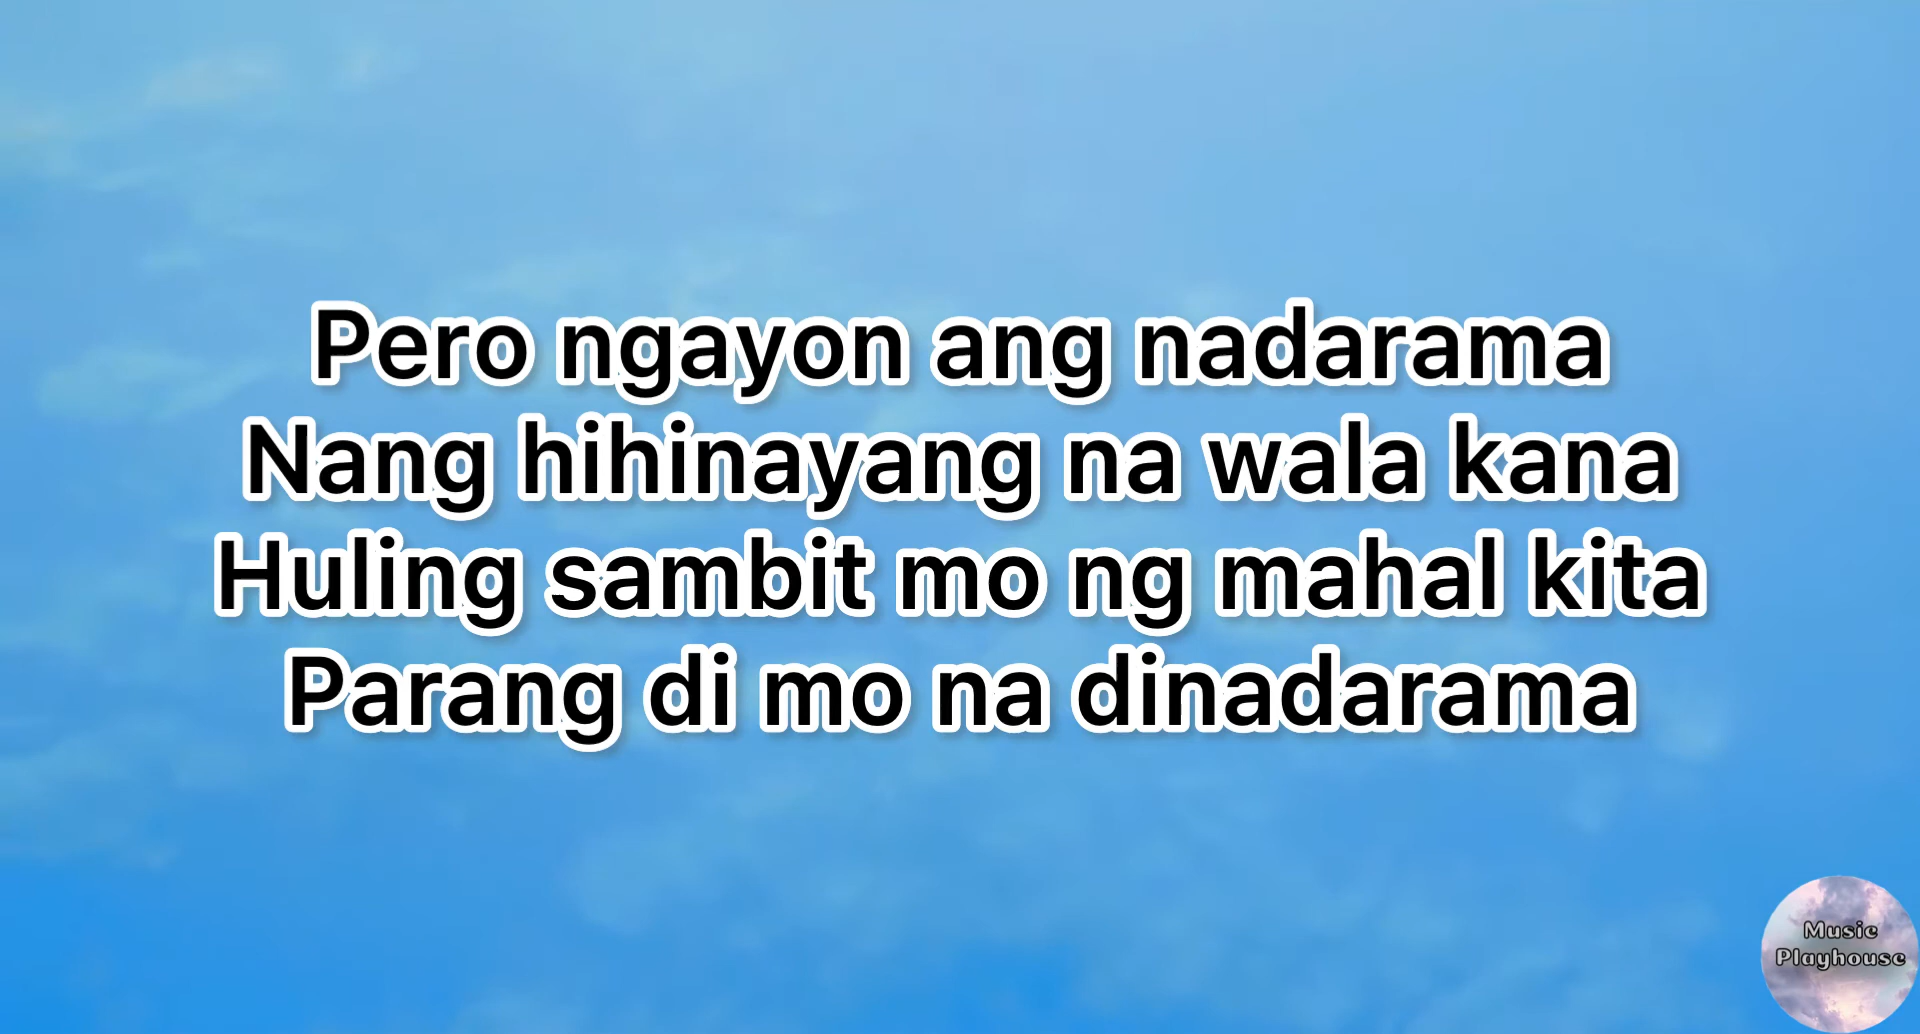 Pero ngayon ang nadarama
Nang hihinayang na wala kana
Huling sambit mo ng mahal kita
Parang di mo na dinadarama
Music
Playhouse